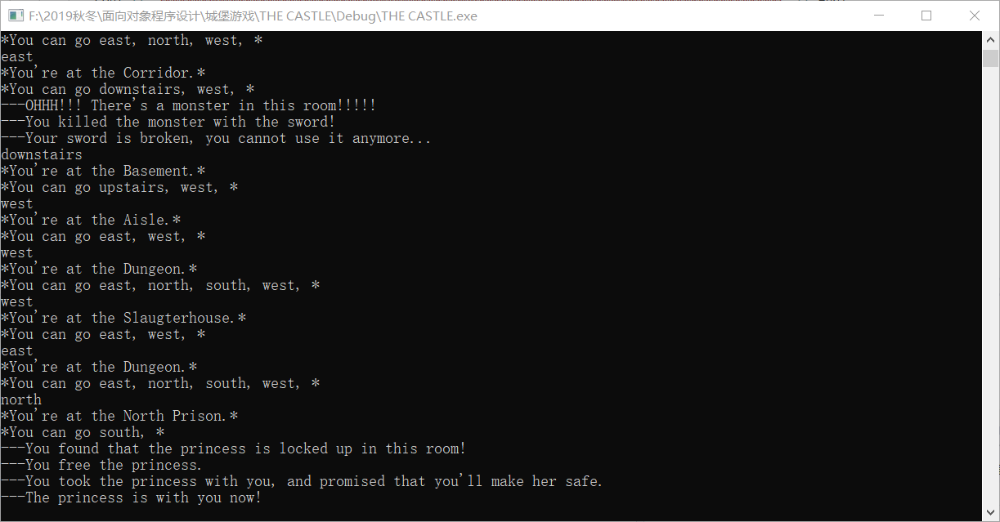 F:\2019秋冬\面向对象程序设计\城堡游戏\THE CASTLE\Debug\THE CASTLE.exe
*You can go east, north, west, *
east
*You're at the Corridor.*
*You can go downstairs, west, *
---OHHH!!! There's a monster in this room!!!!!
---You killed the monster with the sword!
---Your sword is broken, you cannot use it anymore...
downstairs
*You're at the Basement.*
*You can go upstairs, west, *
west
*You're at the Aisle.*
*You can go east, west, *
west
*You're at the Dungeon.*
*You can go east, north, south, west, *
west
*You're at the Slaugterhouse.*
*You can go east, west, *
east
*You're at the Dungeon.*
*You can go east, north, south, west, *
north
*You're at the North Prison.*
*You can go south, *
---You found that the princess is locked up in this room!
---You free the princess.
---You took the princess with you, and promised that you'll make her safe.
---The princess is with you now!